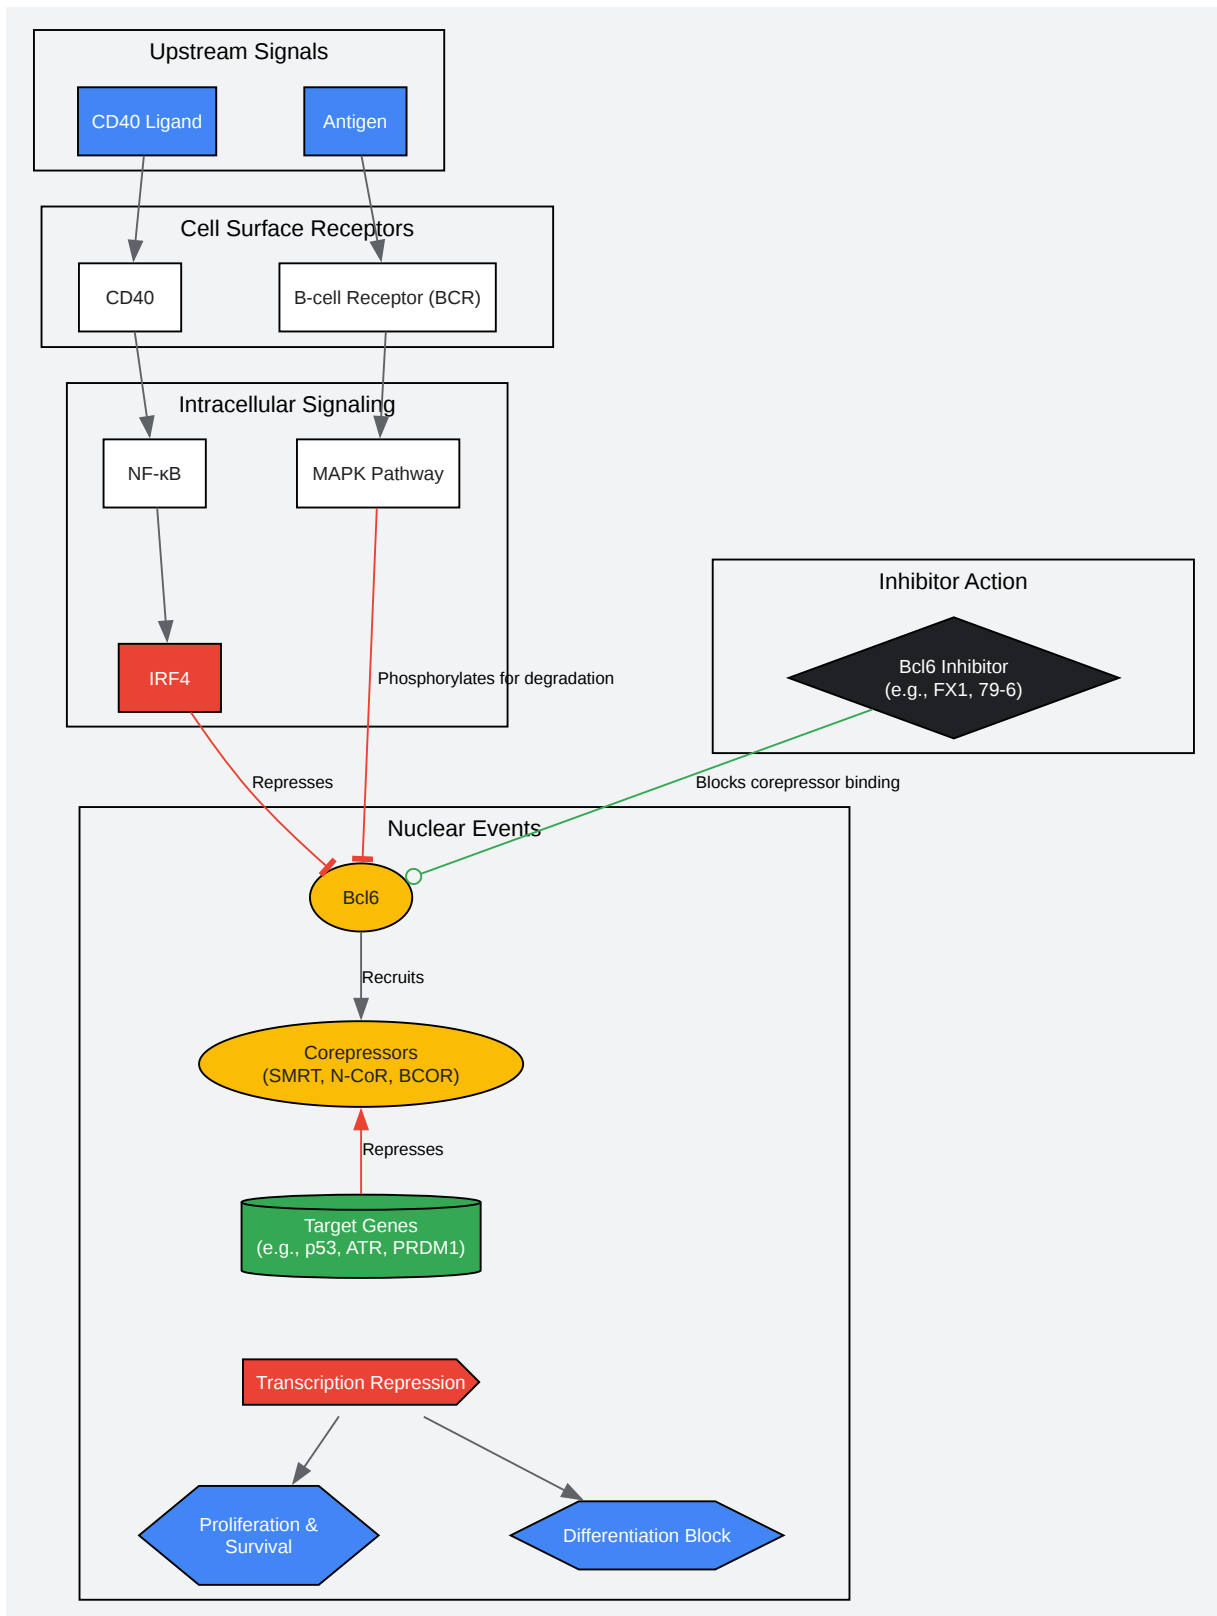 Upstream Signals
CD40 Ligand
Antigen
Cell Surface Receptors
CD40
B-cell Receptor (BCR)
Intracellular Signaling
NF-κB
MAPK Pathway
Inhibitor Action
Bcl6 Inhibitor
(e.g., FX1, 79-6)
IRF4
Phosphorylates for degradation
Represses
Blocks corepressor binding
Nuclear Events
Bcl6
Recruits
Corepressors
(SMRT, N-CoR, BCOR)
Represses
Target Genes
(e.g., p53, ATR, PRDM1)
Transcription Repression
Proliferation &
Survival
Differentiation Block